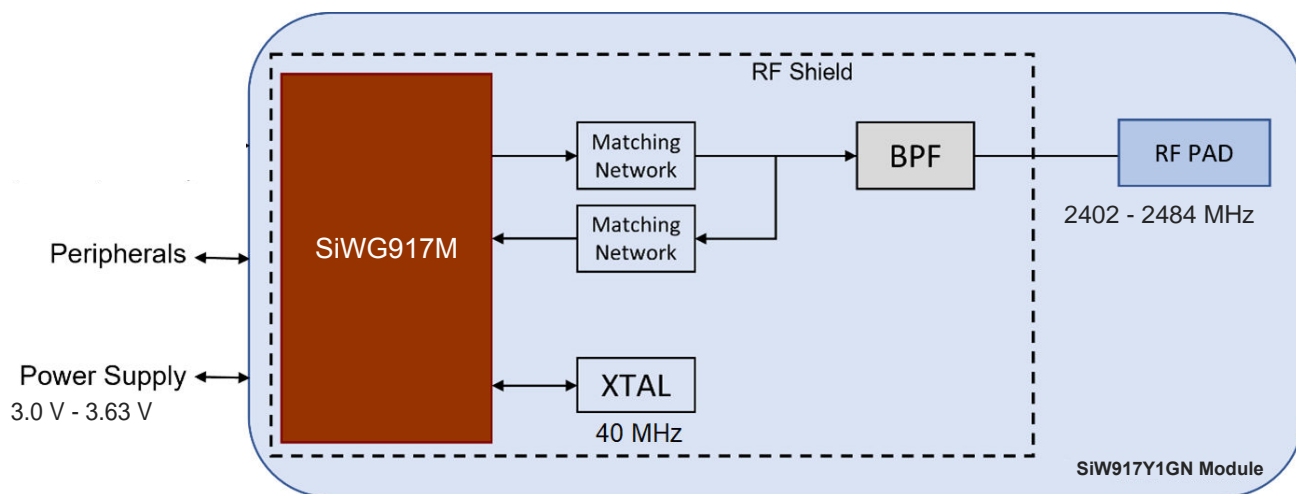 RF Shield
Matching
Network
BPF
RF PAD
2402 - 2484 MHz
Matching
Network
SiWG917M
Peripherals
Power Supply
3.0 V - 3.63 V
XTAL
40 MHz
SiW917Y1GN Module